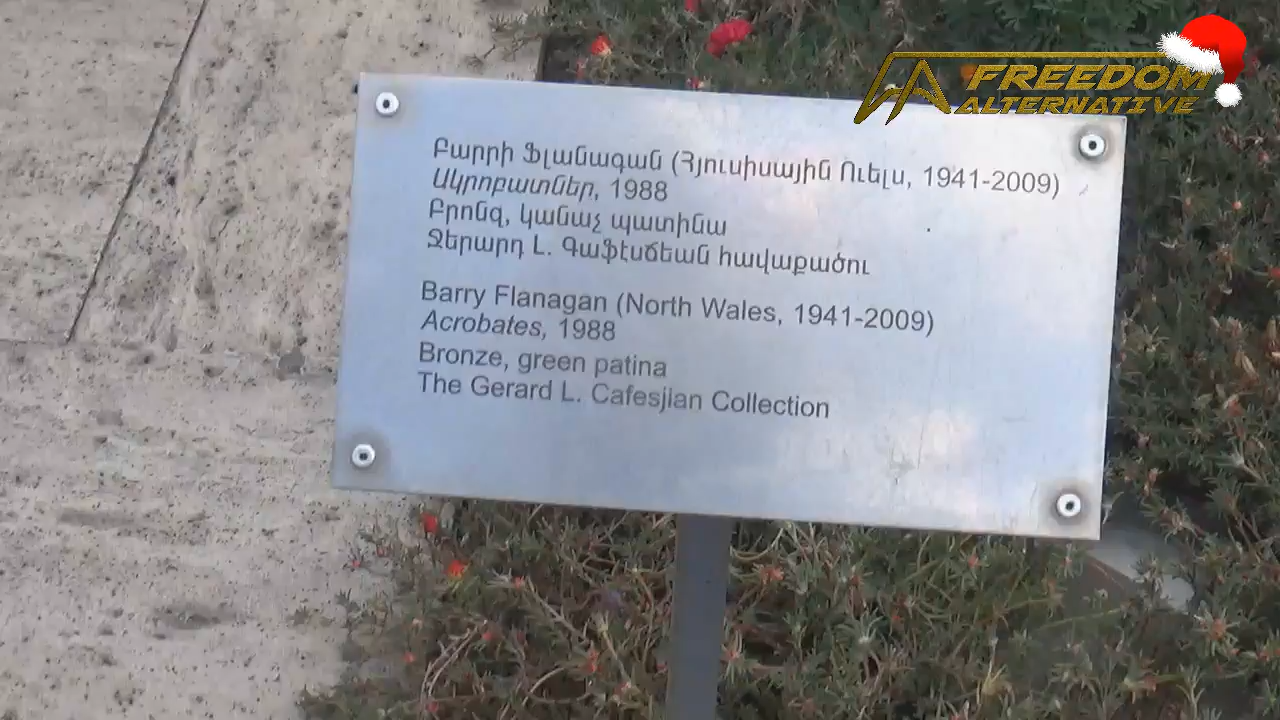 FREEDOM
ALTERNATIVE
Բարրի Ֆլանագան (Հյուսիսային Ուելս, 1941-2009)
Ակրոբատներ, 1988
Բրոնզ, կանաչ պատինա
Ջերարդ Լ. Գաֆէսճեան հավաքածու
Barry Flanagan (North Wales, 1941-2009)
Acrobates, 1988
Bronze, green patina
The Gerard L. Cafesjian Collection